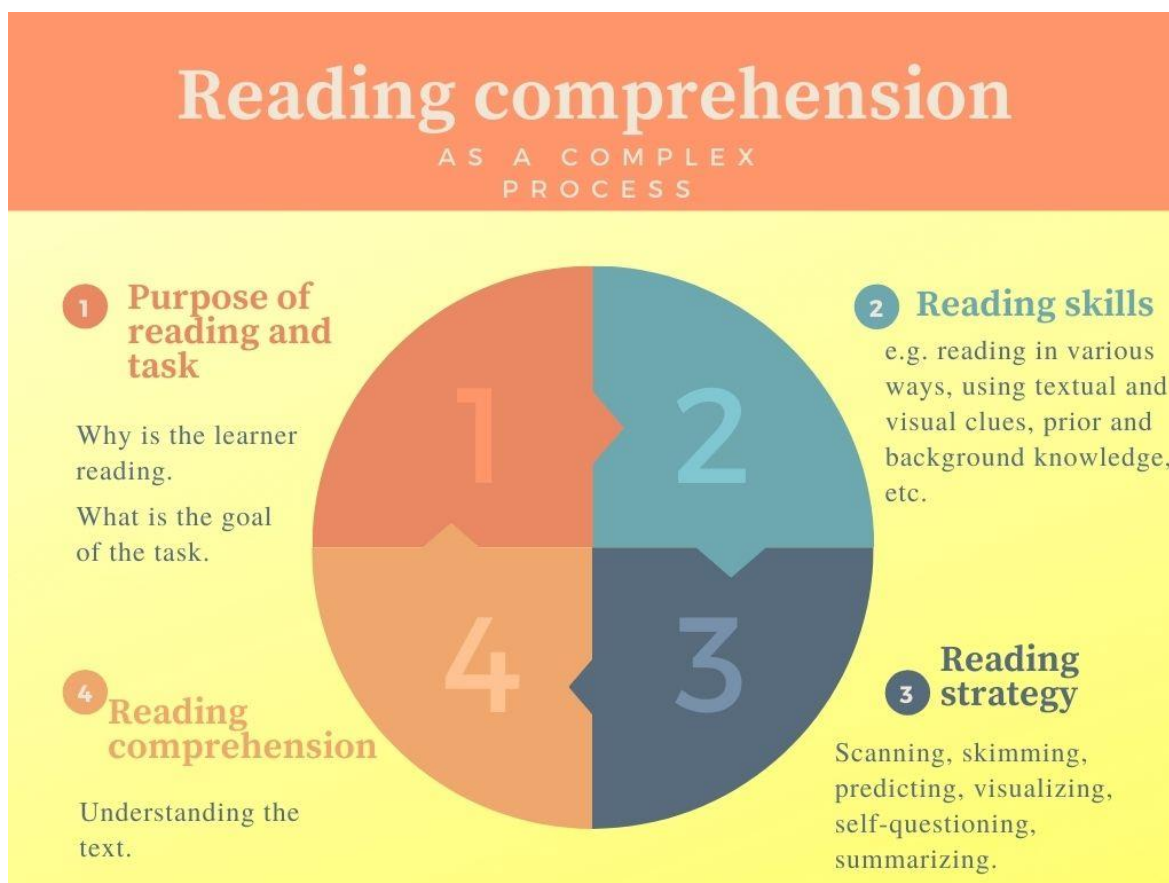 Reading comprehension
AS A COMPLEX
PROCESS
1
Purpose of
reading and
task
Why is the learner
reading.
What is the goal
of the task.
2
Reading skills
e.g. reading in various
ways, using textual and
visual clues, prior and
background knowledge,
etc.
1
2
4
3
3
Reading
strategy
Scanning, skimming,
predicting, visualizing,
self-questioning,
summarizing.
4
Reading
comprehension
Understanding the
text.